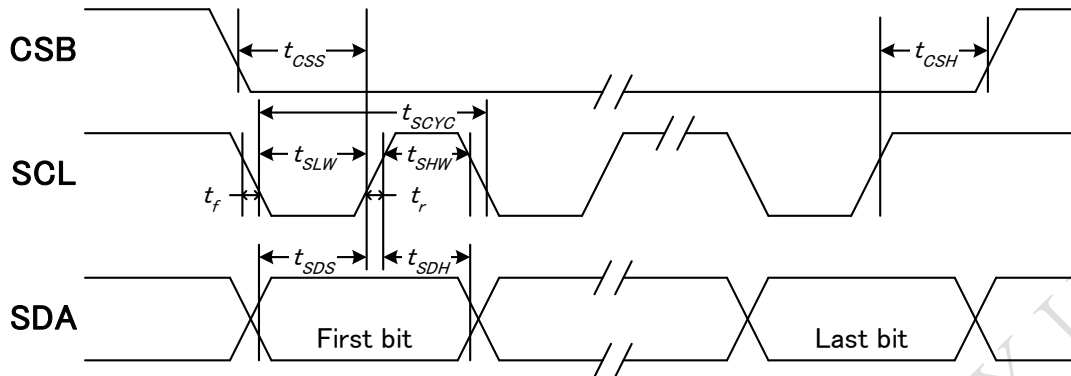 CSB
t_CSS
t_CSH
t_SCYC
SCL
t_SLW
t_SHW
t_f
t_r
t_SDS
t_SDH
SDA
First bit
Last bit